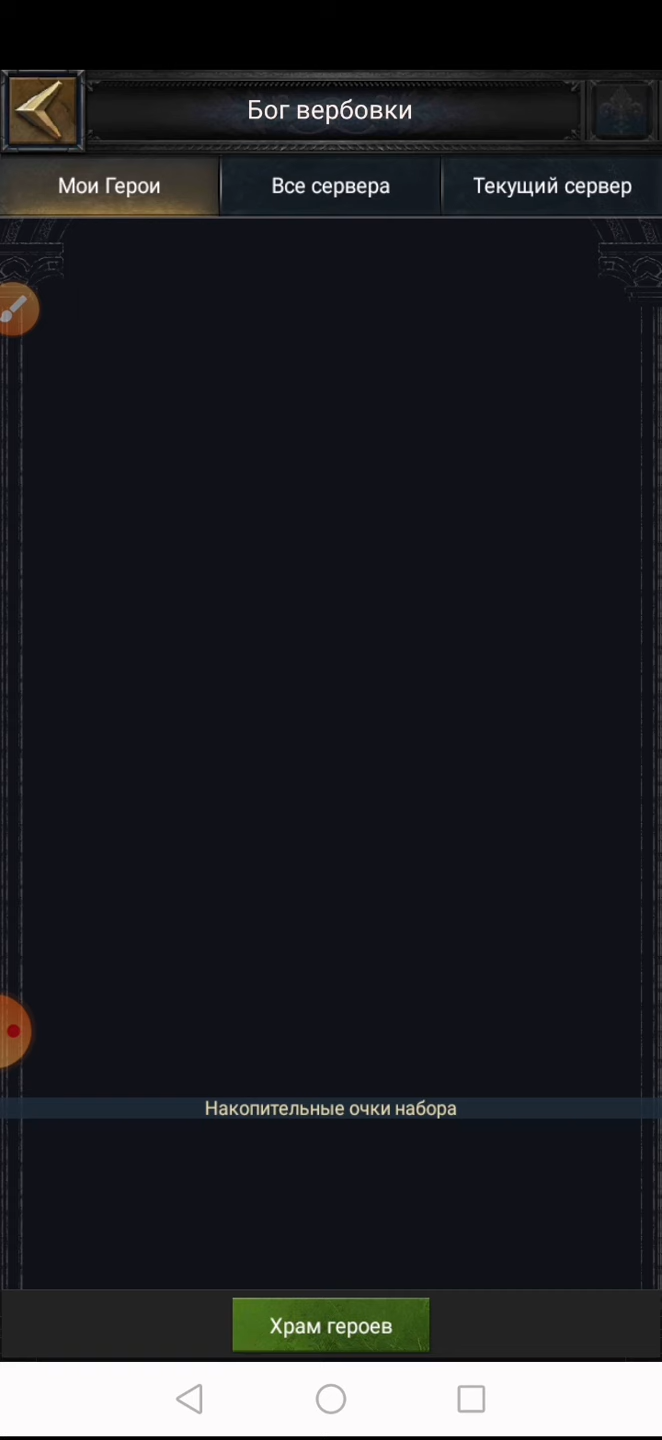 Бог вербовки
Мои Герои
Все сервера
Текущий сервер
Накопительные очки набора
Храм героев